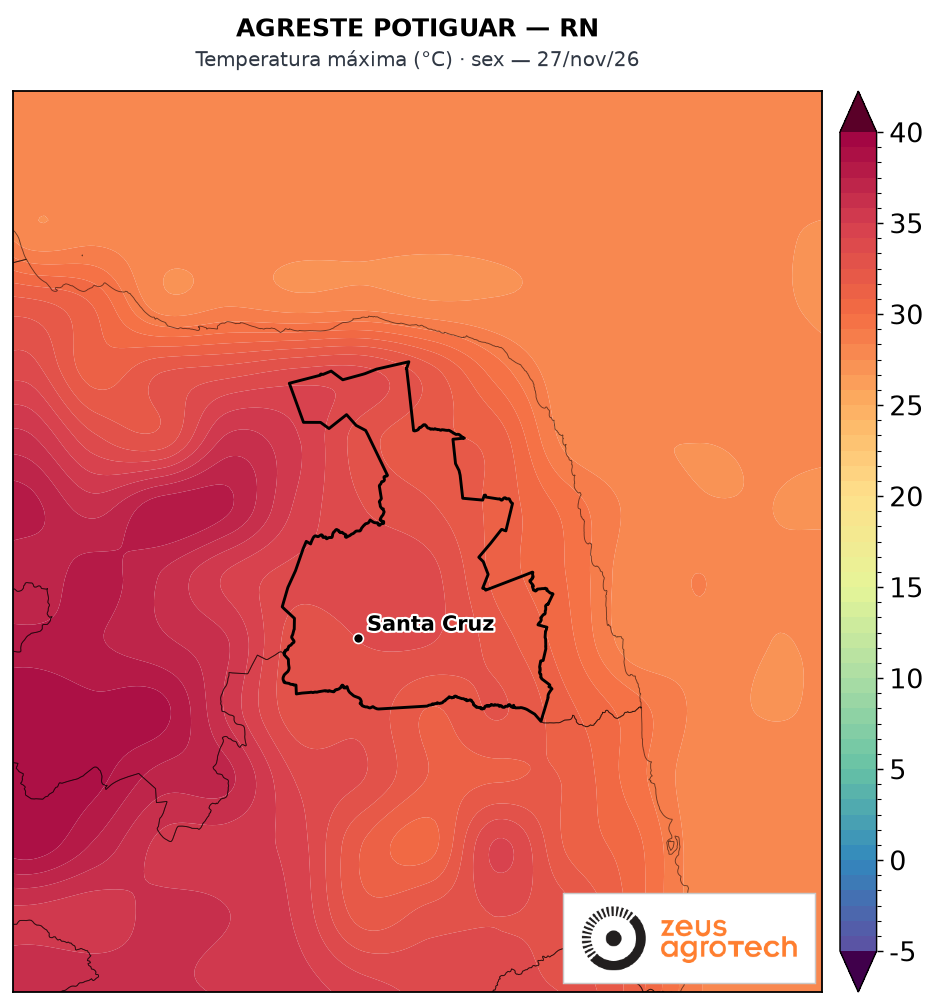 AGRESTE POTIGUAR — RN
Temperatura máxima (°C) · sex — 27/nov/26
40
35
30
25
20
15
10
5
0
-5
Santa Cruz
zeus
agrotech